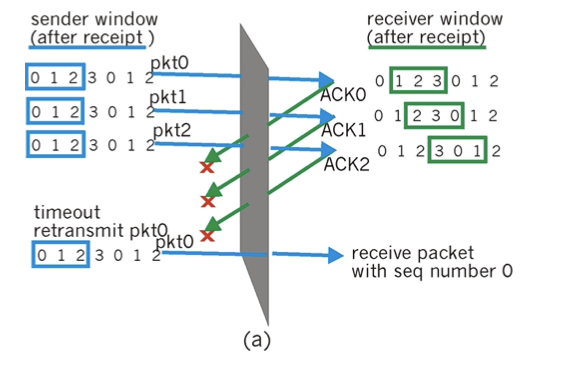 sender window
(after receipt )
receiver window
(after receipt)
0 1 2 3 0 1 2
pkt0
0 1 2 3 0 1 2
ACK0
0 1 2 3 0 1 2
pkt1
0 1 2 3 0 1 2
ACK1
0 1 2 3 0 1 2
pkt2
0 1 2 3 0 1 2
ACK2
timeout
retransmit pkt0
0 1 2 3 0 1 2
pkt0
receive packet
with seq number 0
(a)